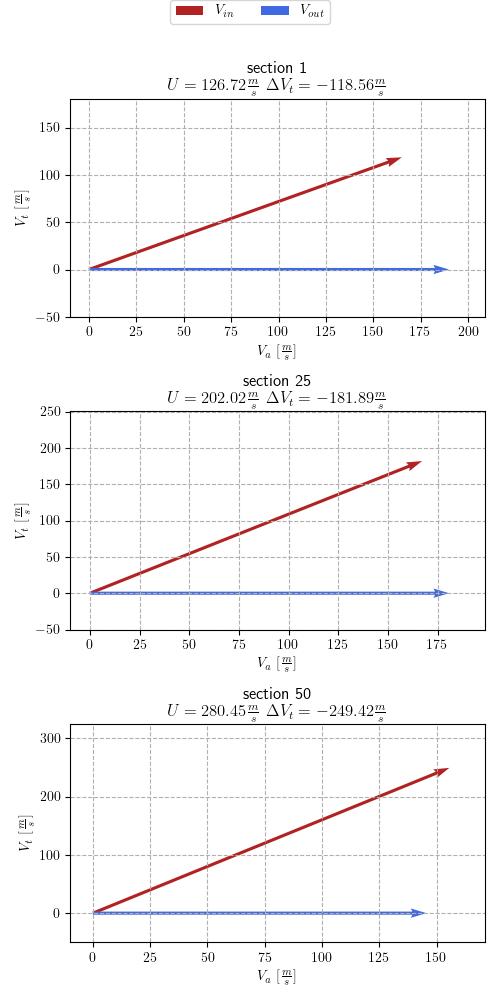 V_in V_out
section 1
U = 126.72 m/s ΔV_t = −118.56 m/s
150
100
50
0
−50
V_t [m/s]
0 25 50 75 100 125 150 175 200
V_a [m/s]
section 25
U = 202.02 m/s ΔV_t = −181.89 m/s
250
200
150
100
50
0
−50
V_t [m/s]
0 25 50 75 100 125 150 175
V_a [m/s]
section 50
U = 280.45 m/s ΔV_t = −249.42 m/s
300
200
100
0
V_t [m/s]
0 25 50 75 100 125 150
V_a [m/s]